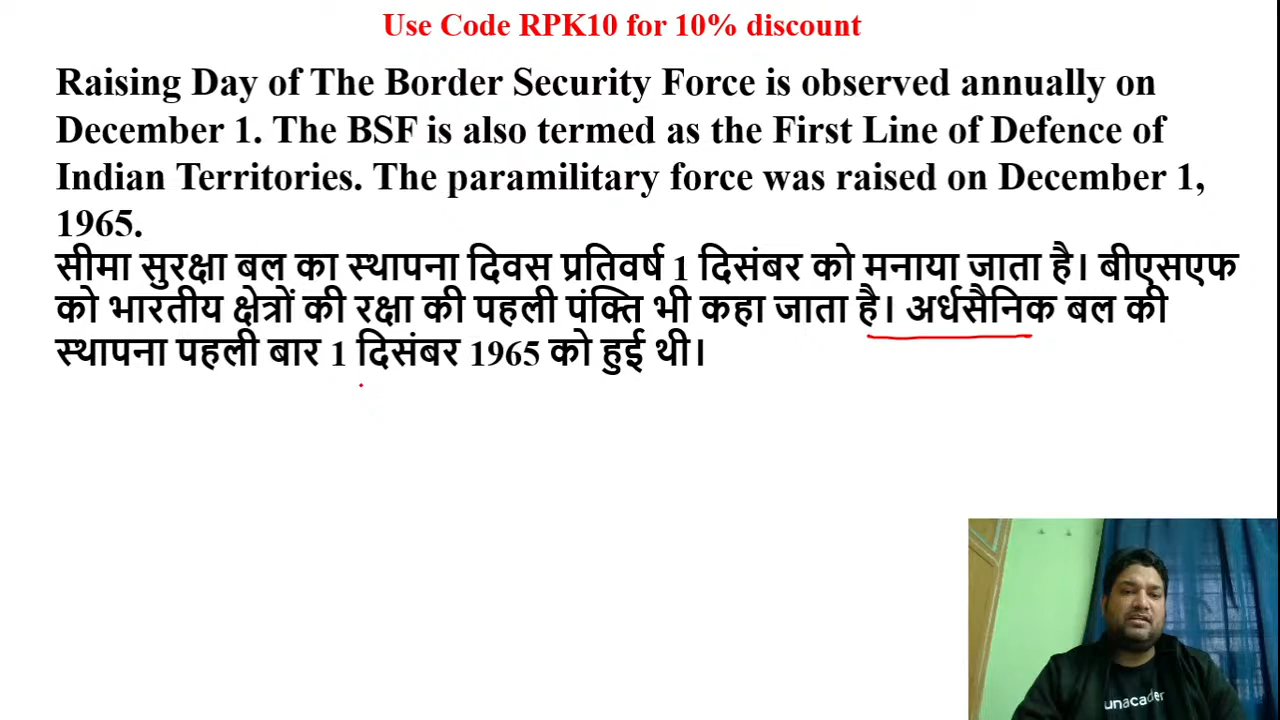 Use Code RPK10 for 10% discount
Raising Day of The Border Security Force is observed annually on
December 1. The BSF is also termed as the First Line of Defence of
Indian Territories. The paramilitary force was raised on December 1,
1965.
सीमा सुरक्षा बल का स्थापना दिवस प्रतिवर्ष 1 दिसंबर को मनाया जाता है। बीएसएफ
को भारतीय क्षेत्रों की रक्षा की पहली पंक्ति भी कहा जाता है। अर्धसैनिक बल की
स्थापना पहली बार 1 दिसंबर 1965 को हुई थी।
unacader